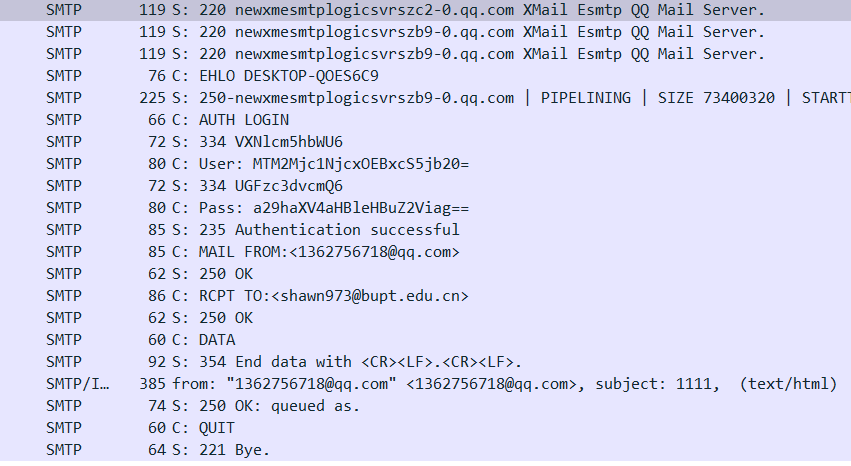 SMTP 119 S: 220 newxmesmtplogicsvrszc2-0.qq.com XMail Esmtp QQ Mail Server.
SMTP 119 S: 220 newxmesmtplogicsvrszb9-0.qq.com XMail Esmtp QQ Mail Server.
SMTP 119 S: 220 newxmesmtplogicsvrszb9-0.qq.com XMail Esmtp QQ Mail Server.
SMTP 76 C: EHLO DESKTOP-QOES6C9
SMTP 225 S: 250-newxmesmtplogicsvrszb9-0.qq.com | PIPELINING | SIZE 73400320 | STARTT
SMTP 66 C: AUTH LOGIN
SMTP 72 S: 334 VXNlcm5hbWU6
SMTP 80 C: User: MTM2Mjc1NjcxOEBxcS5jb20=
SMTP 72 S: 334 UGFzc3dvcmQ6
SMTP 80 C: Pass: a29haXV4aHBleHBuZ2Viag==
SMTP 85 S: 235 Authentication successful
SMTP 85 C: MAIL FROM:<1362756718@qq.com>
SMTP 62 S: 250 OK
SMTP 86 C: RCPT TO:<shawn973@bupt.edu.cn>
SMTP 62 S: 250 OK
SMTP 60 C: DATA
SMTP 92 S: 354 End data with <CR><LF>.<CR><LF>.
SMTP/I… 385 from: "1362756718@qq.com" <1362756718@qq.com>, subject: 1111, (text/html)
SMTP 74 S: 250 OK: queued as.
SMTP 60 C: QUIT
SMTP 64 S: 221 Bye.